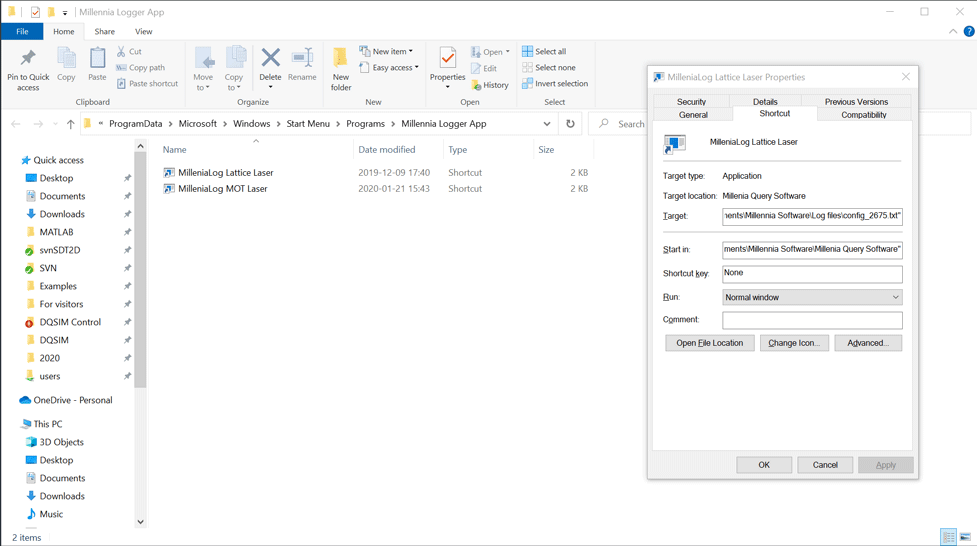 Millennia Logger App
File Home Share View
Pin to Quick access
Copy
Paste
Cut
Copy path
Paste shortcut
Clipboard
Move to
Copy to
Delete
Rename
Organize
New folder
New item
Easy access
New
Properties
Open
Edit
History
Open
Select all
Select none
Invert selection
Select
« ProgramData > Microsoft > Windows > Start Menu > Programs > Millennia Logger App
Search
Quick access
Desktop
Documents
Downloads
MATLAB
svnSDT2D
SVN
Examples
For visitors
DQSIM Control
DQSIM
2020
users
OneDrive - Personal
This PC
3D Objects
Desktop
Documents
Downloads
Music
Name Date modified Type Size
MilleniaLog Lattice Laser 2019-12-09 17:40 Shortcut 2 KB
MilleniaLog MOT Laser 2020-01-21 15:43 Shortcut 2 KB
2 items
MilleniaLog Lattice Laser Properties
Security Details Previous Versions
General Shortcut Compatibility
MilleniaLog Lattice Laser
Target type: Application
Target location: Millenia Query Software
Target: ents\Millennia Software\Log files\config_2675.txt"
Start in: ments\Millennia Software\Millenia Query Software"
Shortcut key: None
Run: Normal window
Comment:
Open File Location Change Icon... Advanced...
OK Cancel Apply